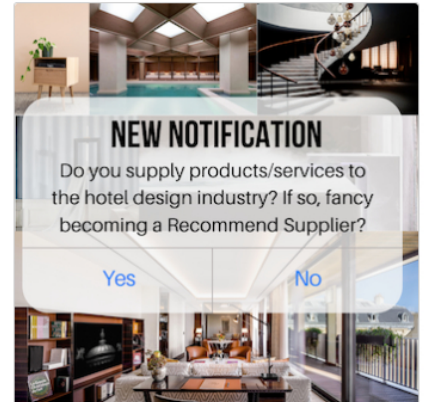 NEW NOTIFICATION
Do you supply products/services to
the hotel design industry? If so, fancy
becoming a Recommend Supplier?
Yes
No